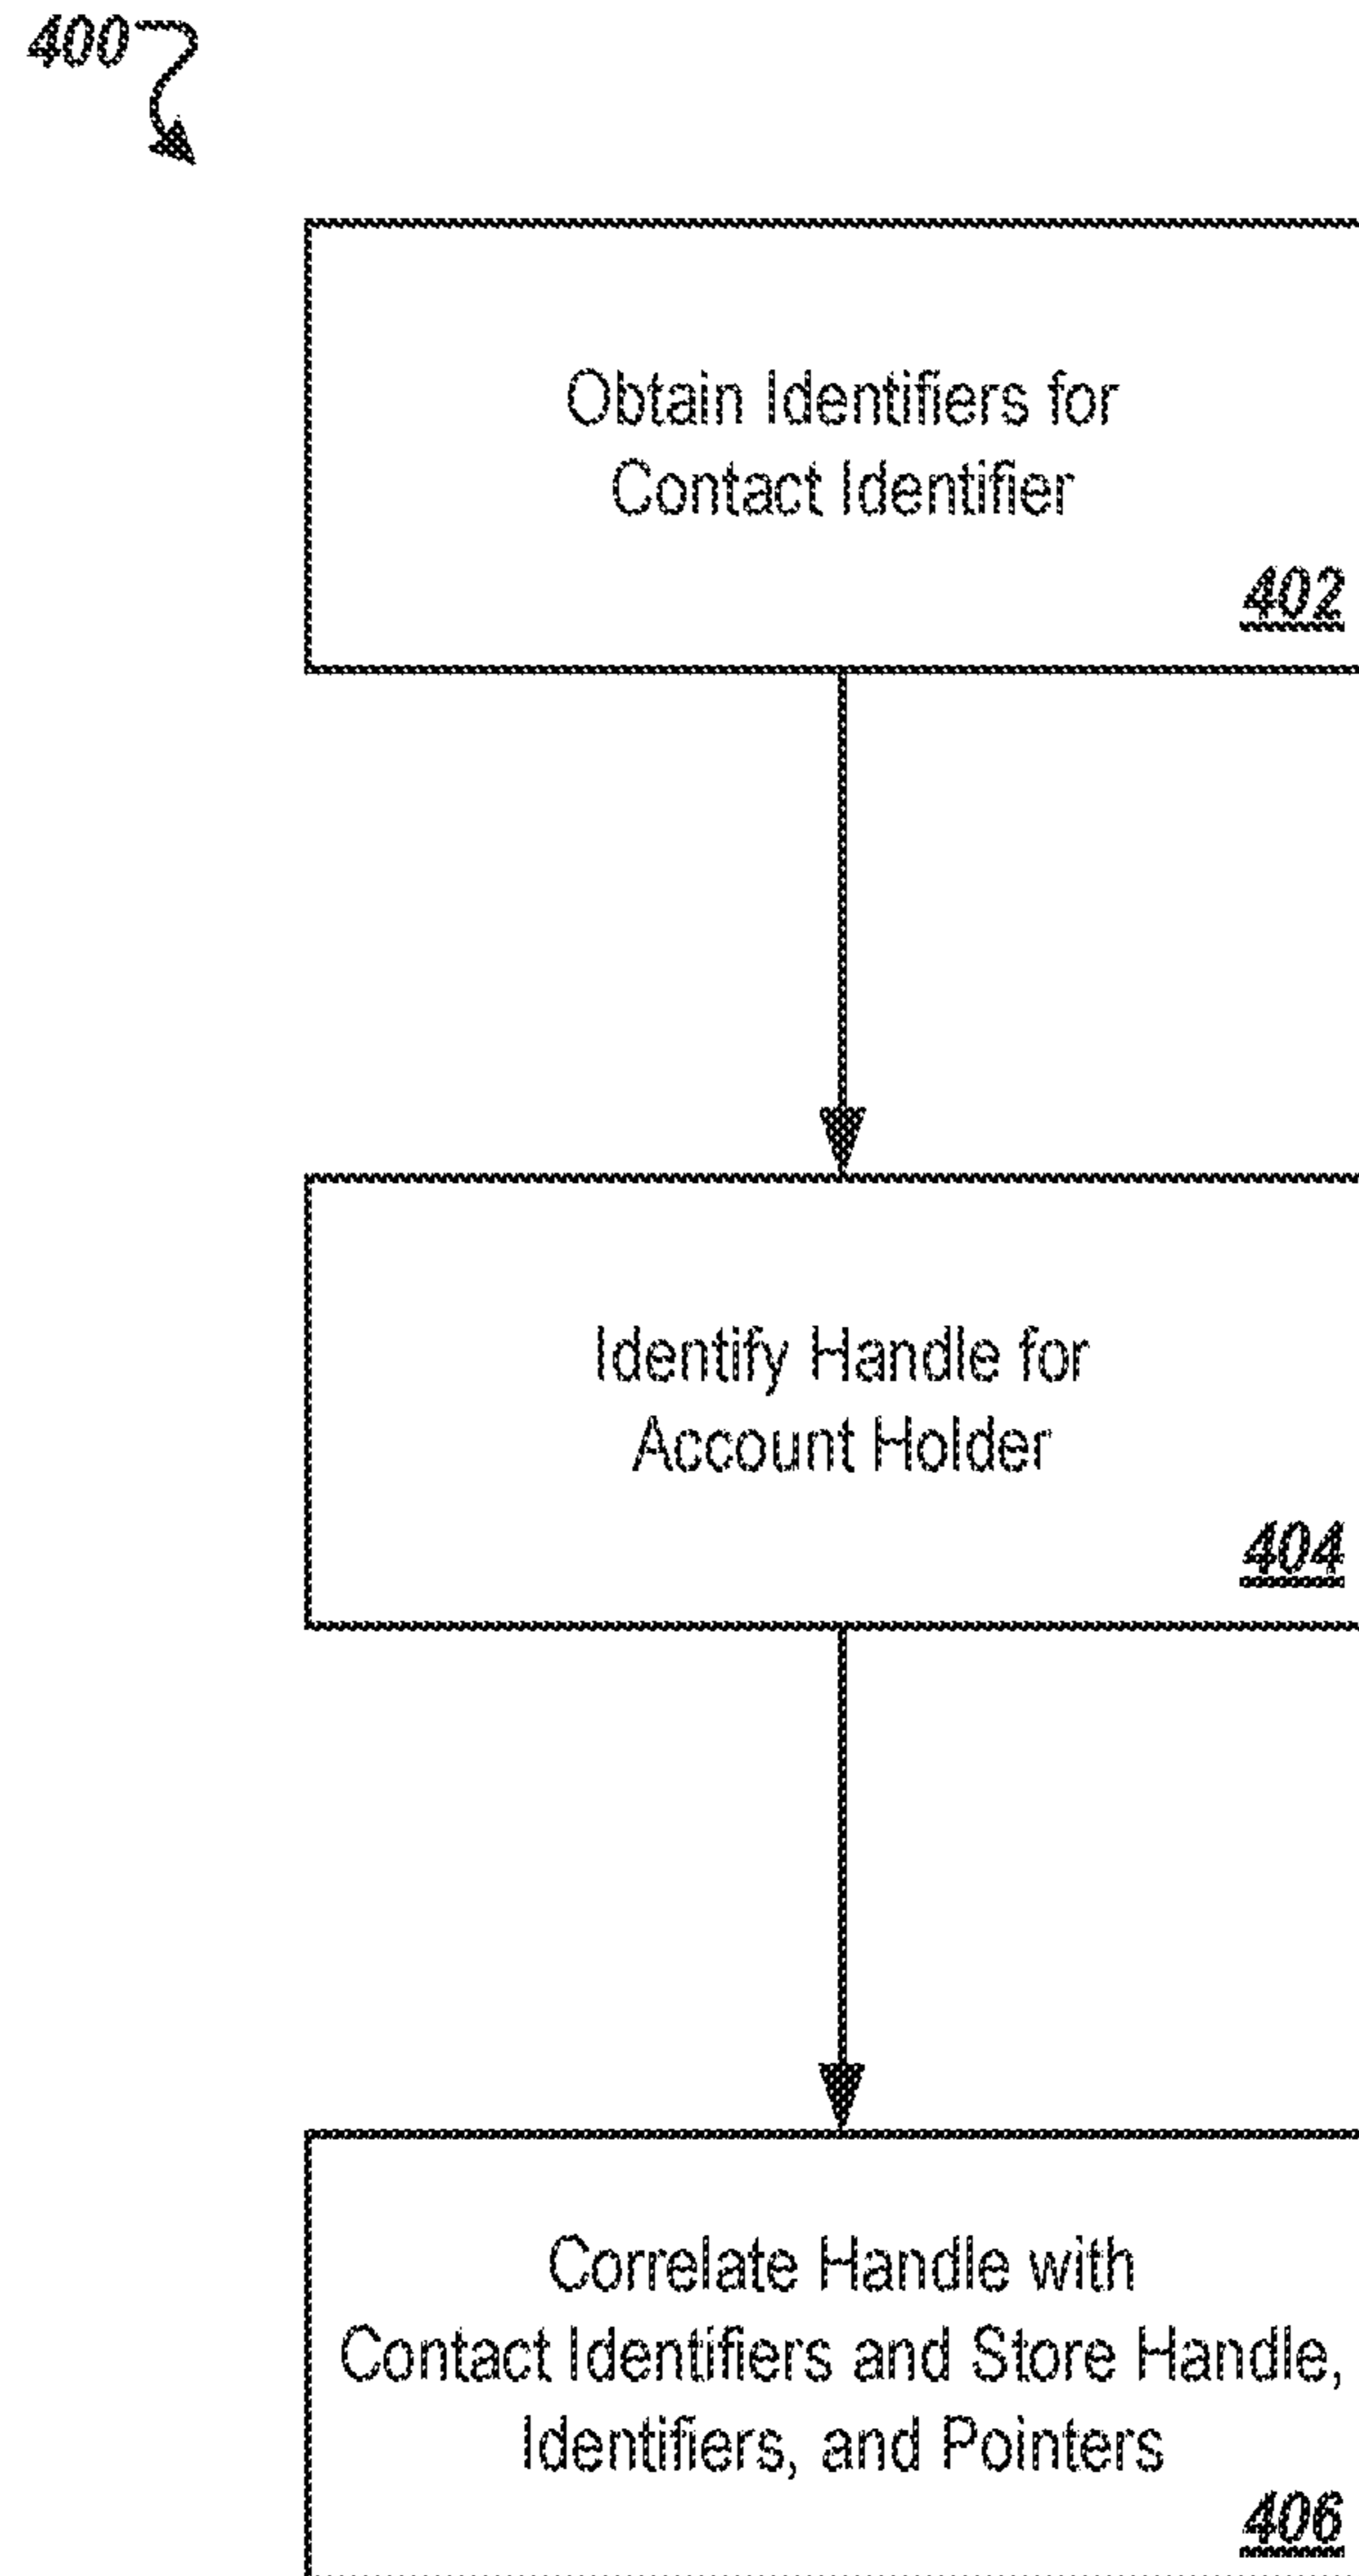 400
Obtain Identifiers for
Contact Identifier
402
Identify Handle for
Account Holder
404
Correlate Handle with
Contact Identifiers and Store Handle,
Identifiers, and Pointers
406